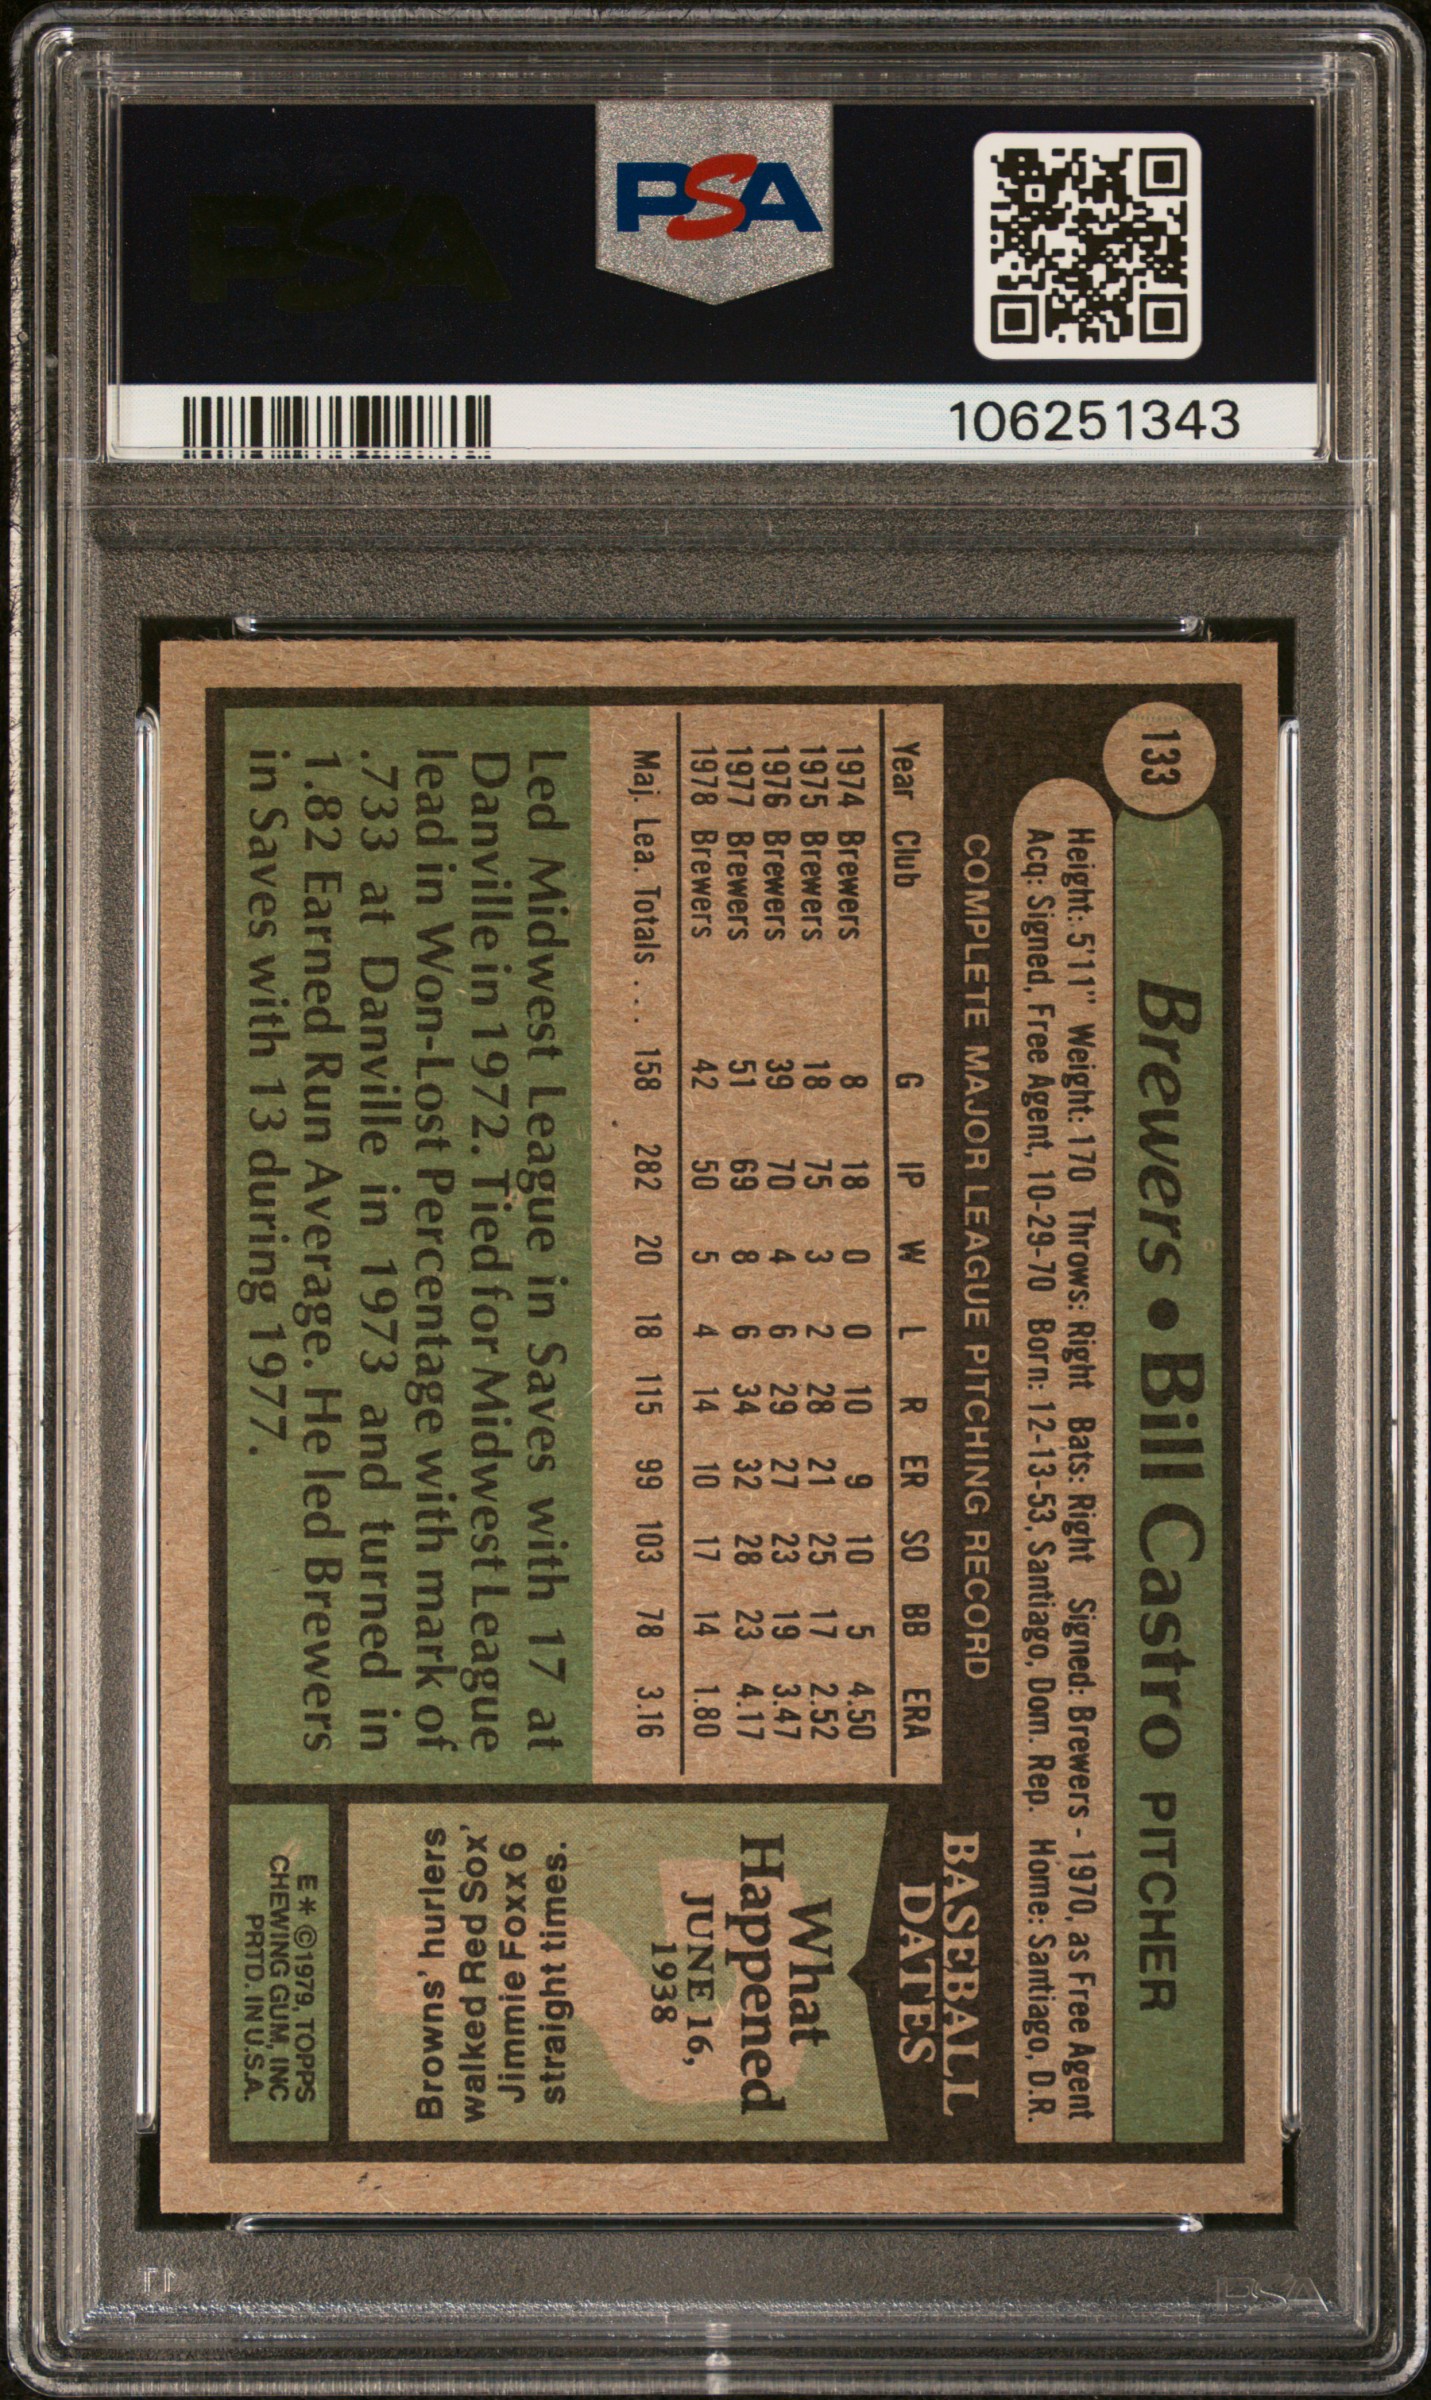 PSA
PSA
106251343
133
Brewers • Bill Castro PITCHER
Height: 5'11" Weight: 170 Throws: Right Bats: Right Signed: Brewers - 1970, as Free Agent
Acq: Signed, Free Agent, 10-29-70 Born: 12-13-53, Santiago, Dom. Rep. Home: Santiago, D.R.
COMPLETE MAJOR LEAGUE PITCHING RECORD
Year Club G IP W L R ER SO BB ERA
1974 Brewers 8 18 0 0 10 9 10 5 4.50
1975 Brewers 18 75 3 2 28 21 25 17 2.52
1976 Brewers 39 70 4 6 29 27 23 19 3.47
1977 Brewers 51 69 8 6 34 32 28 23 4.17
1978 Brewers 42 50 5 4 14 10 17 14 1.80
Maj. Lea. Totals . . . 158 282 20 18 115 99 103 78 3.16
Led Midwest League in Saves with 17 at
Danville in 1972. Tied for Midwest League
lead in Won-Lost Percentage with mark of
.733 at Danville in 1973 and turned in
1.82 Earned Run Average. He led Brewers
in Saves with 13 during 1977.
BASEBALL
DATES
What
Happened
JUNE 16,
1938
Browns' hurlers
walked Red Sox'
Jimmie Foxx 6
straight times.
E✱©1979, TOPPS
CHEWING GUM, INC
PRTD. IN U.S.A.
PSA